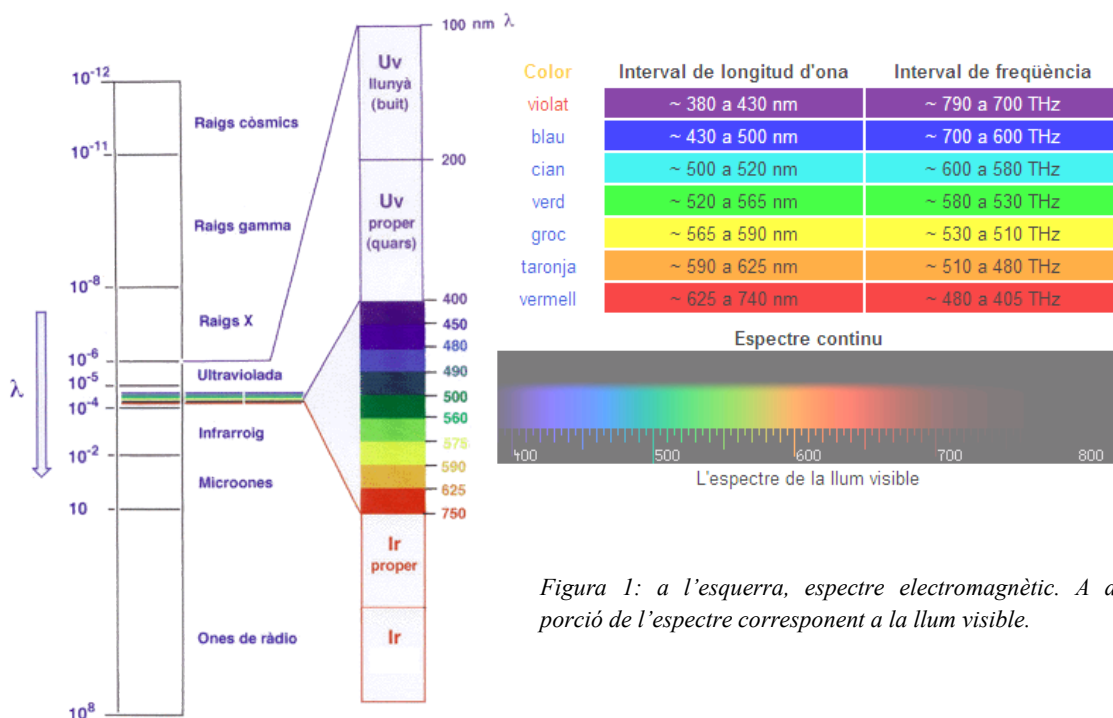 10⁻¹²
10⁻¹¹
10⁻⁸
10⁻⁶
10⁻⁵
10⁻⁴
10⁻²
10
10⁸
λ
Raigs còsmics
Raigs gamma
Raigs X
Ultraviolada
Infrarroig
Microones
Ones de ràdio
100 nm λ
Uv
llunyà
(buit)
200
Uv
proper
(quars)
400
450
480
490
500
560
575
590
625
750
Ir
proper
Ir
Color Interval de longitud d'ona Interval de freqüència
violat ~ 380 a 430 nm ~ 790 a 700 THz
blau ~ 430 a 500 nm ~ 700 a 600 THz
cian ~ 500 a 520 nm ~ 600 a 580 THz
verd ~ 520 a 565 nm ~ 580 a 530 THz
groc ~ 565 a 590 nm ~ 530 a 510 THz
taronja ~ 590 a 625 nm ~ 510 a 480 THz
vermell ~ 625 a 740 nm ~ 480 a 405 THz
Espectre continu
400 500 600 700 800
L'espectre de la llum visible
Figura 1: a l'esquerra, espectre electromagnètic. A
porció de l'espectre corresponent a la llum visible.